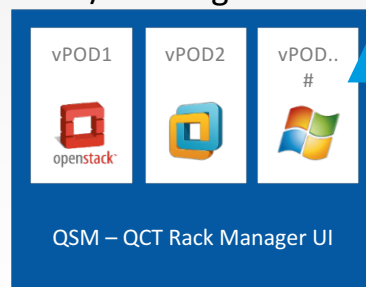 vPOD1
vPOD2
vPOD..
#
openstack
QSM – QCT Rack Manager UI